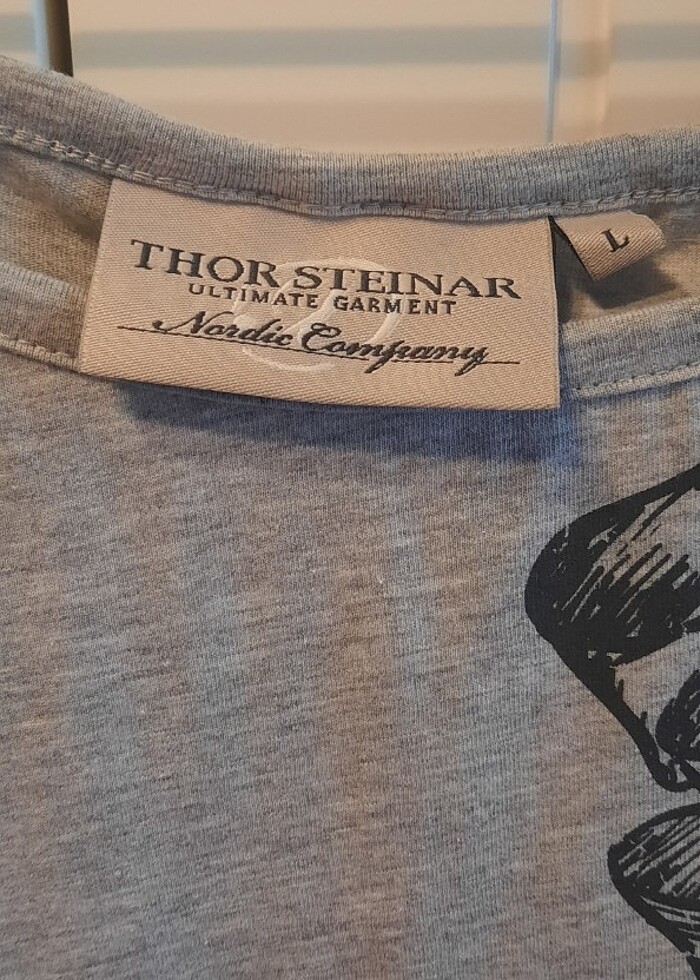 THOR STEINAR
ULTIMATE GARMENT
Nordic Company
L